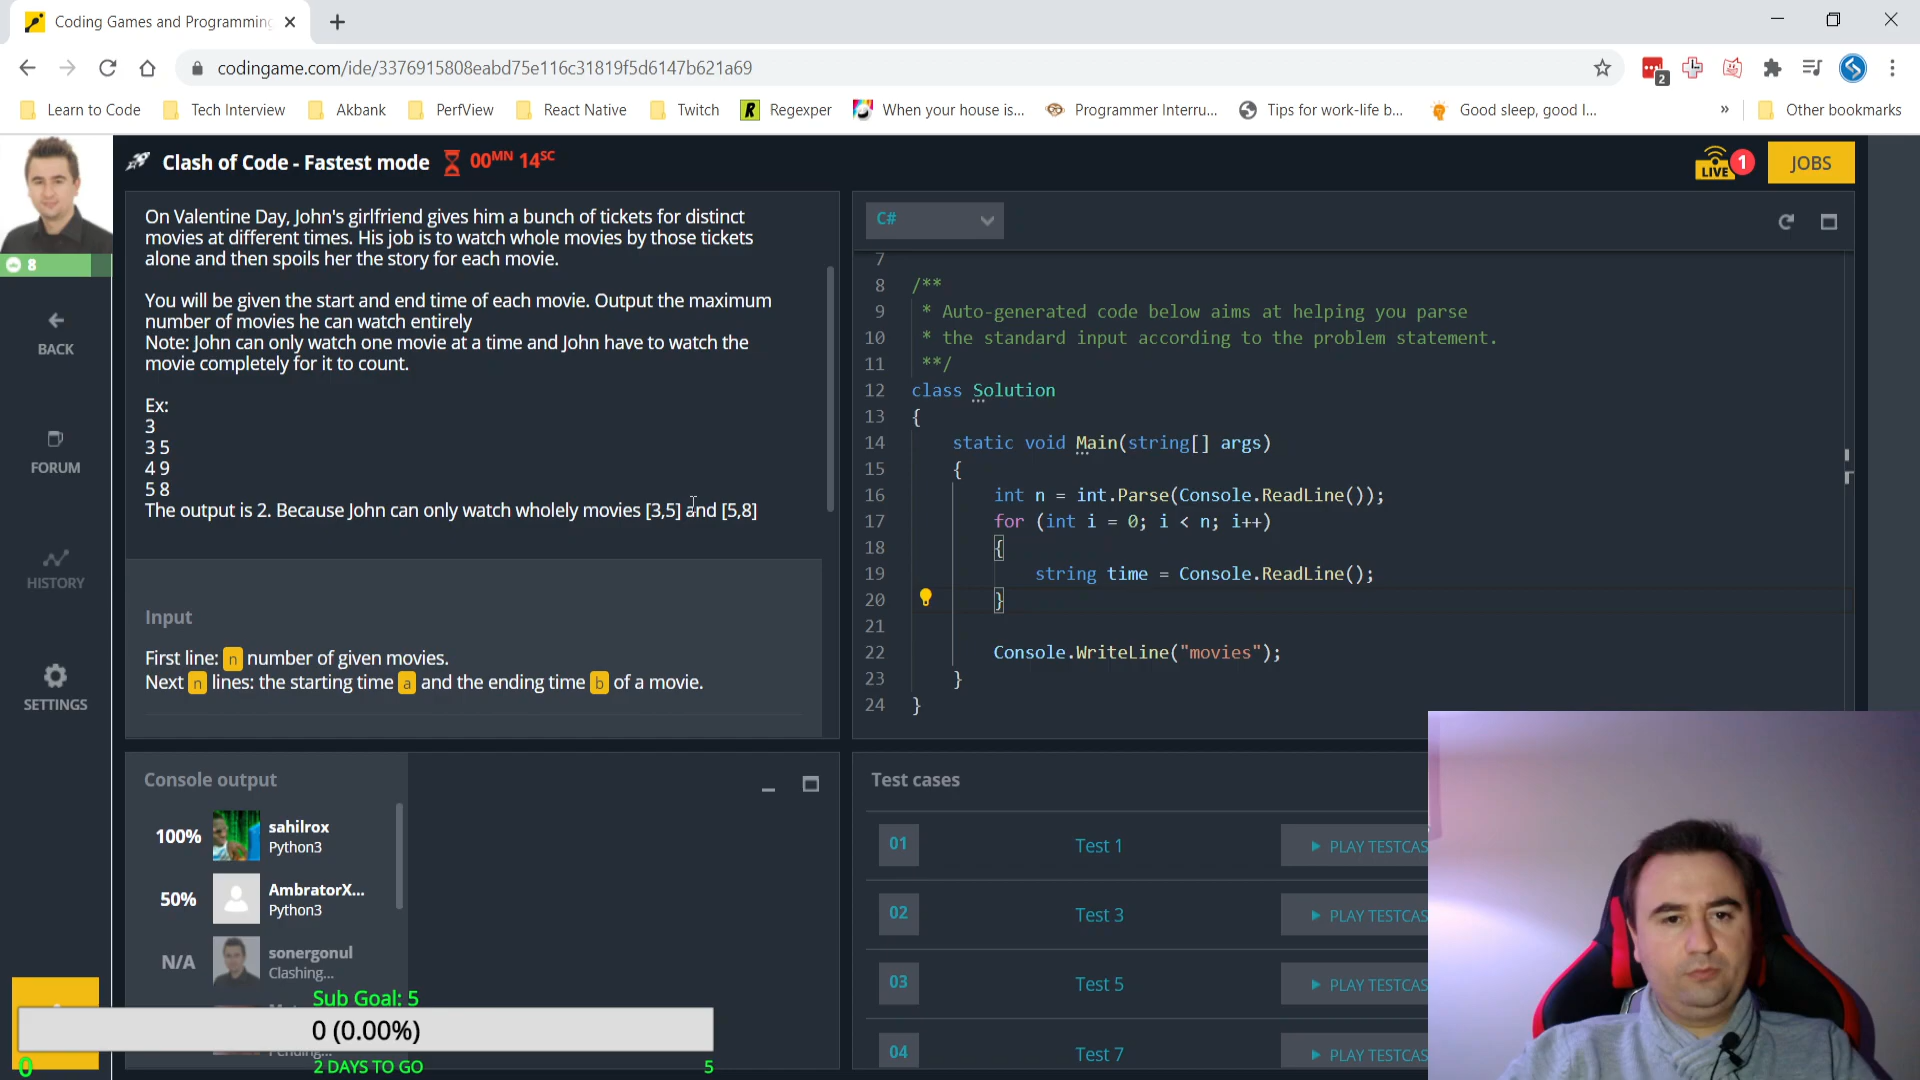 Coding Games and Programming
codingame.com/ide/3376915808eabd75e116c31819f5d6147b621a69
2
Learn to Code
Tech Interview
Akbank
PerfView
React Native
Twitch
R
Regexper
When your house is...
Programmer Interru...
Tips for work-life b...
Good sleep, good l...
»
Other bookmarks
8
BACK
FORUM
HISTORY
SETTINGS
Clash of Code - Fastest mode
00MN 14SC
LIVE
1
JOBS
On Valentine Day, John's girlfriend gives him a bunch of tickets for distinct
movies at different times. His job is to watch whole movies by those tickets
alone and then spoils her the story for each movie.
You will be given the start and end time of each movie. Output the maximum
number of movies he can watch entirely
Note: John can only watch one movie at a time and John have to watch the
movie completely for it to count.
Ex:
3
3 5
4 9
5 8
The output is 2. Because John can only watch wholely movies [3,5] and [5,8]
Input
First line: n number of given movies.
Next n lines: the starting time a and the ending time b of a movie.
C#
7
8 /**
9 * Auto-generated code below aims at helping you parse
10 * the standard input according to the problem statement.
11 **/
12 class Solution
13 {
14 static void Main(string[] args)
15 {
16 int n = int.Parse(Console.ReadLine());
17 for (int i = 0; i < n; i++)
18 {
19 string time = Console.ReadLine();
20 }
21
22 Console.WriteLine("movies");
23 }
24 }
Console output
100%
sahilrox
Python3
50%
AmbratorX...
Python3
N/A
sonergonul
Clashing...
Sub Goal: 5
0 (0.00%)
0
2 DAYS TO GO
5
Test cases
01
Test 1
PLAY TESTCAS
02
Test 3
PLAY TESTCAS
03
Test 5
PLAY TESTCAS
04
Test 7
PLAY TESTCAS